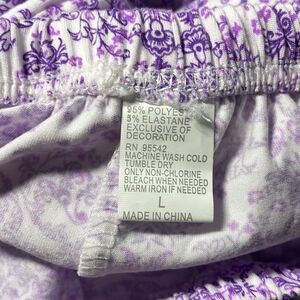 95% POLYES
5% ELASTANE
EXCLUSIVE OF
DECORATION
RN 95542
MACHINE WASH COLD
TUMBLE DRY
ONLY NON-CHLORINE
BLEACH WHEN NEEDED
WARM IRON IF NEEDED
L
MADE IN CHINA